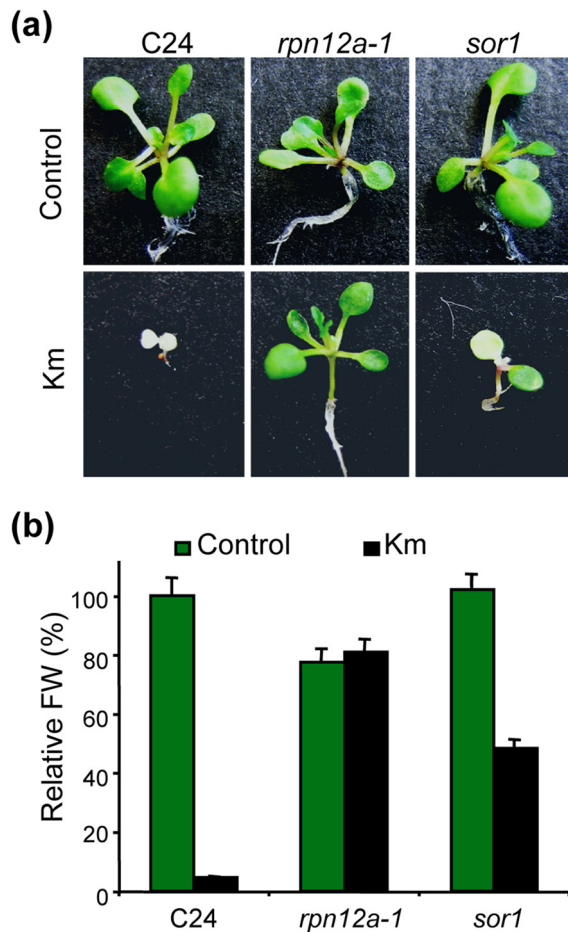 (a)
C24 rpn12a-1 sor1
Control
Km
(b)
Control Km
Relative FW (%)
100
80
60
40
20
0
C24 rpn12a-1 sor1